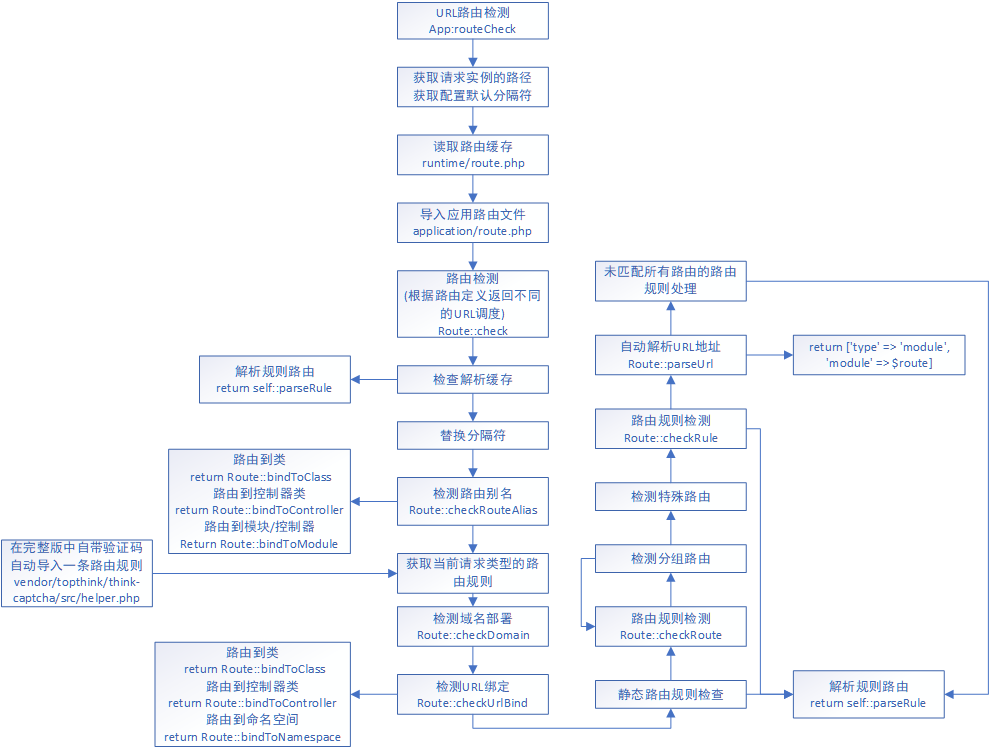 URL路由检测
App:routeCheck
获取请求实例的路径
获取配置默认分隔符
读取路由缓存
runtime/route.php
导入应用路由文件
application/route.php
路由检测
(根据路由定义返回不同
的URL调度)
Route::check
解析规则路由
return self::parseRule
检查解析缓存
替换分隔符
路由到类
return Route::bindToClass
路由到控制器类
return Route::bindToController
路由到模块/控制器
Return Route::bindToModule
检测路由别名
Route::checkRouteAlias
在完整版中自带验证码
自动导入一条路由规则
vendor/topthink/think-
captcha/src/helper.php
获取当前请求类型的路
由规则
检测域名部署
Route::checkDomain
路由到类
return Route::bindToClass
路由到控制器类
return Route::bindToController
路由到命名空间
return Route::bindToNamespace
检测URL绑定
Route::checkUrlBind
未匹配所有路由的路由
规则处理
自动解析URL地址
Route::parseUrl
return ['type' => 'module',
'module' => $route]
路由规则检测
Route::checkRule
检测特殊路由
检测分组路由
路由规则检测
Route::checkRoute
静态路由规则检查
解析规则路由
return self::parseRule